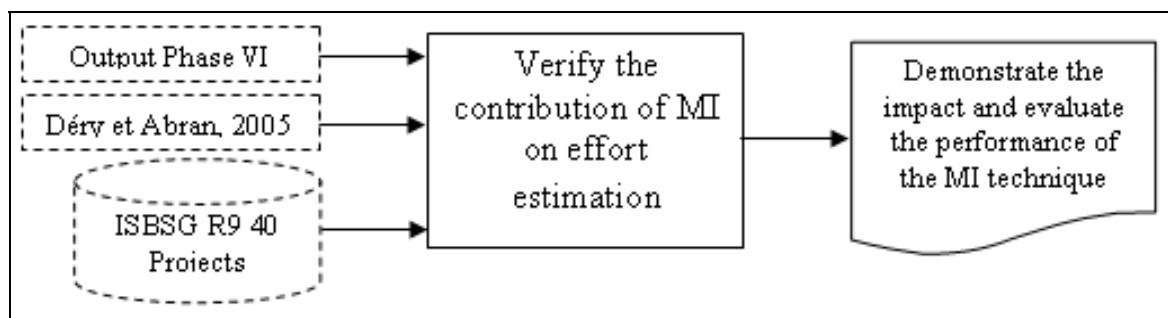 Output Phase VI
Déry et Abran, 2005
ISBSG R9 40
Projects
Verify the
contribution of MI
on effort
estimation
Demonstrate the
impact and evaluate
the performance of
the MI technique